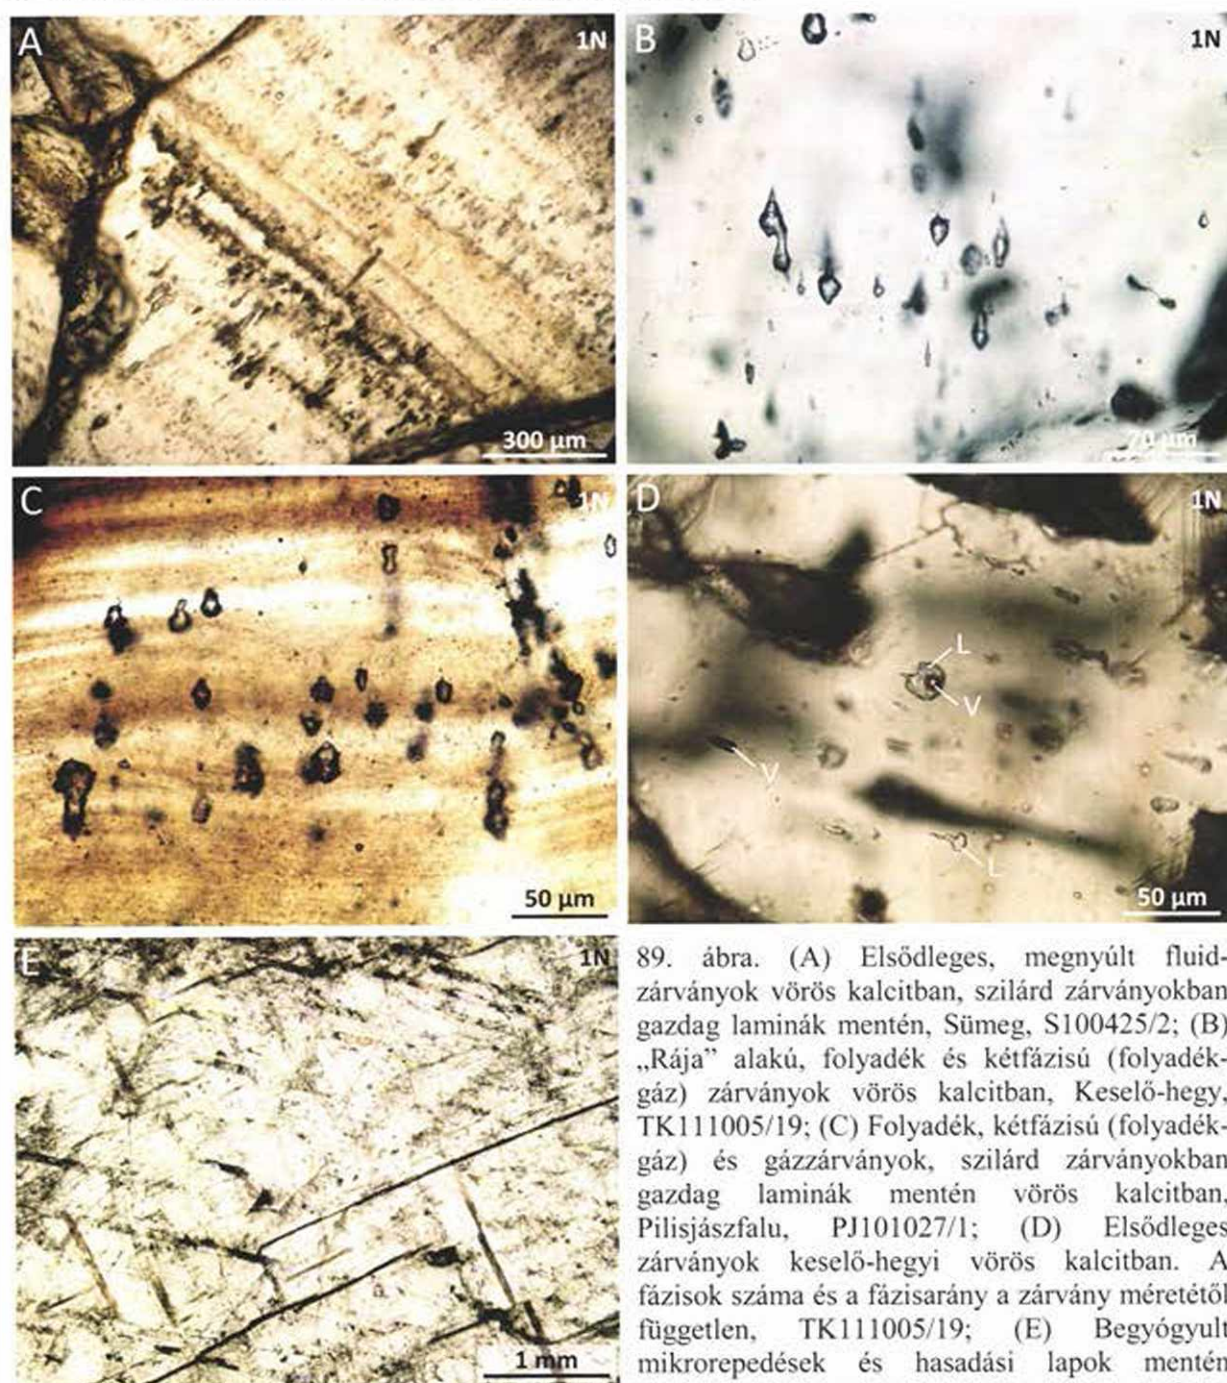 A
1N
B
1N
300 µm
70 µm
C
1N
D
1N
L
V
V
L
50 µm
50 µm
E
1N
1 mm
89. ábra. (A) Elsődleges, megnyúlt fluid-
zárványok vörös kalcitban, szilárd zárványokban
gazdag laminák mentén, Sümeg, S100425/2; (B)
„Rája” alakú, folyadék és kétfázisú (folyadék-
gáz) zárványok vörös kalcitban, Keselő-hegy,
TK111005/19; (C) Folyadék, kétfázisú (folyadék-
gáz) és gázzárványok, szilárd zárványokban
gazdag laminák mentén vörös kalcitban,
Pilisjászfalu, PJ101027/1; (D) Elsődleges
zárványok keselő-hegyi vörös kalcitban. A
fázisok száma és a fázisarány a zárvány méretétől
független, TK111005/19; (E) Begyógyult
mikrorepedések és hasadási lapok mentén